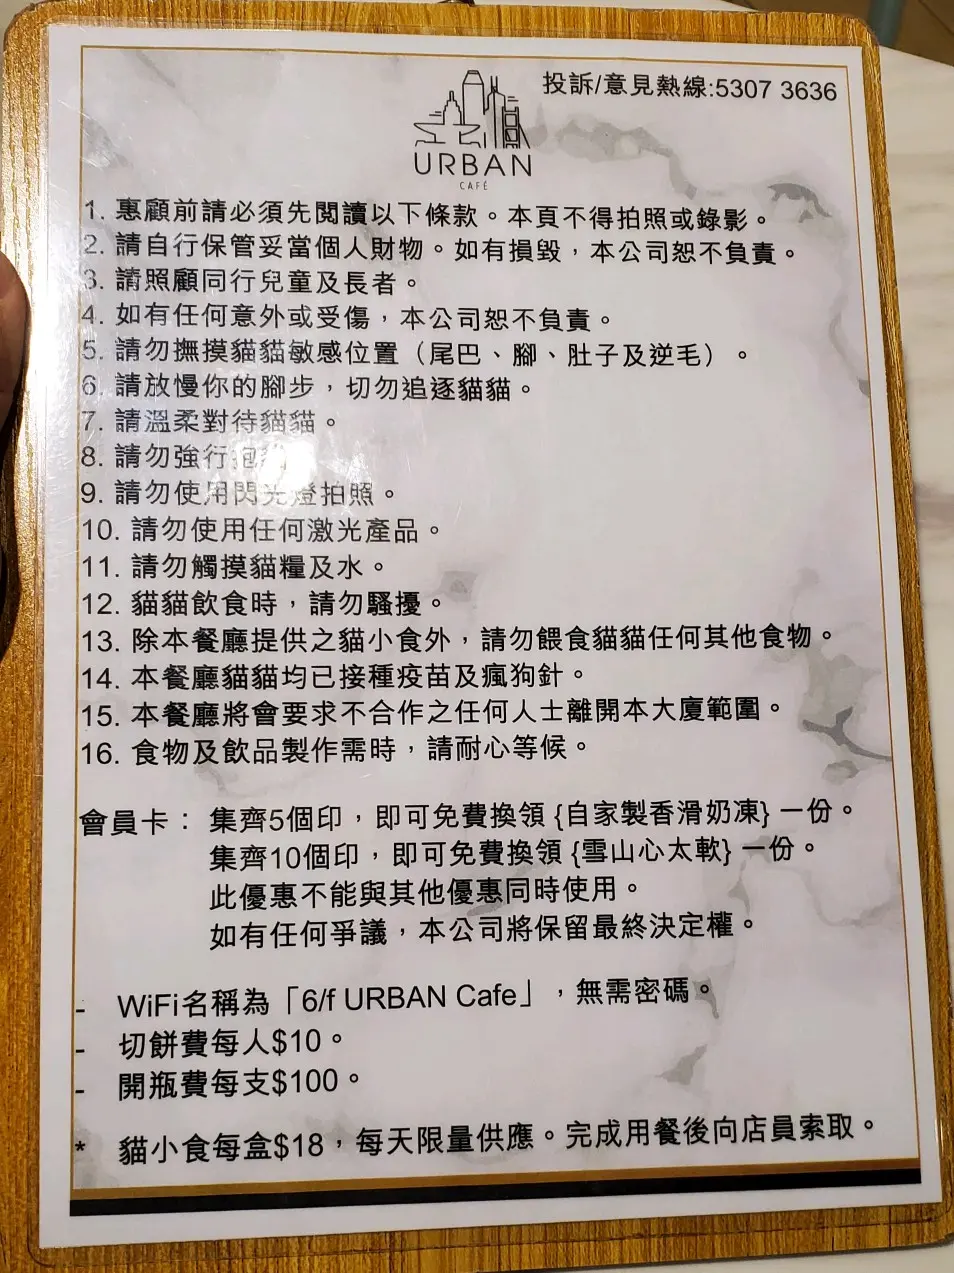 投訴/意見熱線:5307 3636
URBAN
CAFÉ
1. 惠顧前請必須先閲讀以下條款。本頁不得拍照或錄影。
2. 請自行保管妥當個人財物。如有損毀，本公司恕不負責。
3. 請照顧同行兒童及長者。
4. 如有任何意外或受傷，本公司恕不負責。
5. 請勿撫摸貓貓敏感位置（尾巴、腳、肚子及逆毛）。
6. 請放慢你的腳步，切勿追逐貓貓。
7. 請溫柔對待貓貓。
8. 請勿強行抱
9. 請勿使用閃光燈拍照。
10. 請勿使用任何激光產品。
11. 請勿觸摸貓糧及水。
12. 貓貓飲食時，請勿騷擾。
13. 除本餐廳提供之貓小食外，請勿餵食貓貓任何其他食物。
14. 本餐廳貓貓均已接種疫苗及瘋狗針。
15. 本餐廳將會要求不合作之任何人士離開本大廈範圍。
16. 食物及飲品製作需時，請耐心等候。
會員卡： 集齊5個印，即可免費換領 {自家製香滑奶凍} 一份。
集齊10個印，即可免費換領 {雪山心太軟} 一份。
此優惠不能與其他優惠同時使用。
如有任何爭議，本公司將保留最終決定權。
- WiFi名稱為「6/f URBAN Cafe」，無需密碼。
- 切餅費每人$10。
- 開瓶費每支$100。
* 貓小食每盒$18，每天限量供應。完成用餐後向店員索取。